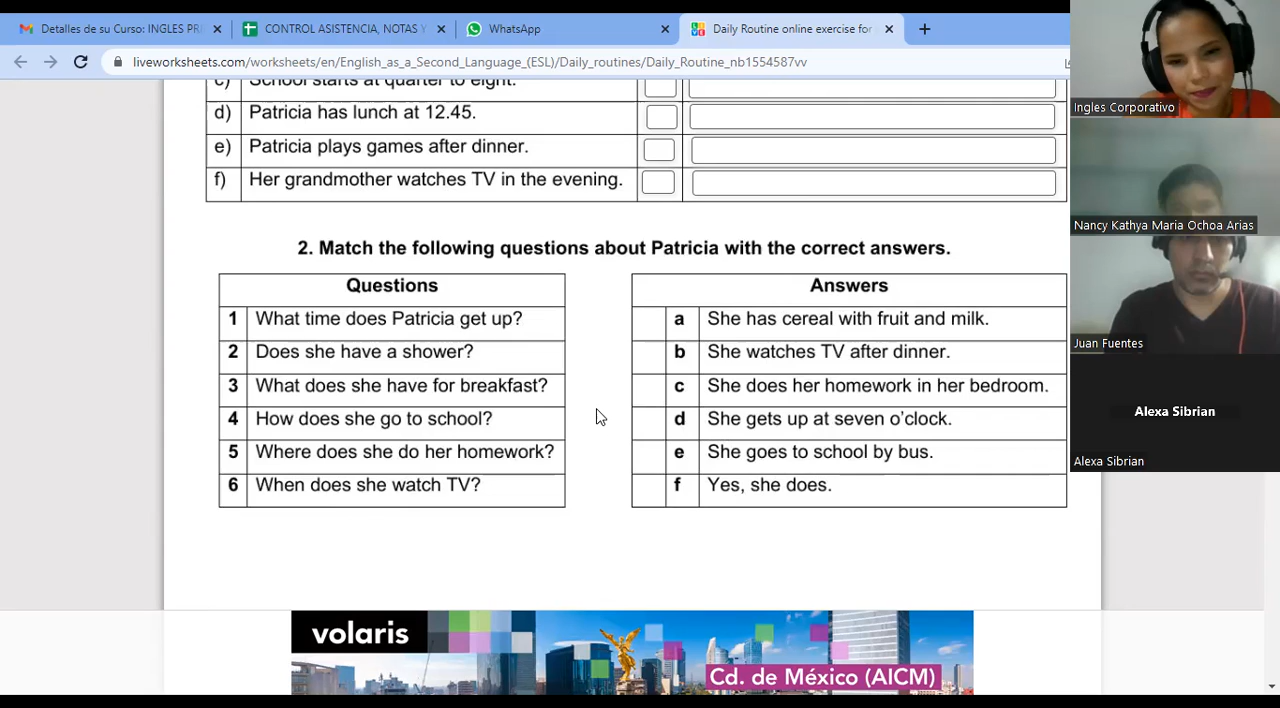 Detalles de su Curso: INGLES PRI
CONTROL ASISTENCIA, NOTAS Y
WhatsApp
Daily Routine online exercise for
liveworksheets.com/worksheets/en/English_as_a_Second_Language_(ESL)/Daily_routines/Daily_Routine_nb1554587vv
c) School starts at quarter to eight.
d) Patricia has lunch at 12.45.
e) Patricia plays games after dinner.
f) Her grandmother watches TV in the evening.
2. Match the following questions about Patricia with the correct answers.
Questions
1 What time does Patricia get up?
2 Does she have a shower?
3 What does she have for breakfast?
4 How does she go to school?
5 Where does she do her homework?
6 When does she watch TV?
Answers
a She has cereal with fruit and milk.
b She watches TV after dinner.
c She does her homework in her bedroom.
d She gets up at seven o’clock.
e She goes to school by bus.
f Yes, she does.
volaris
Cd. de México (AICM)
Ingles Corporativo
Nancy Kathya Maria Ochoa Arias
Juan Fuentes
Alexa Sibrian
Alexa Sibrian